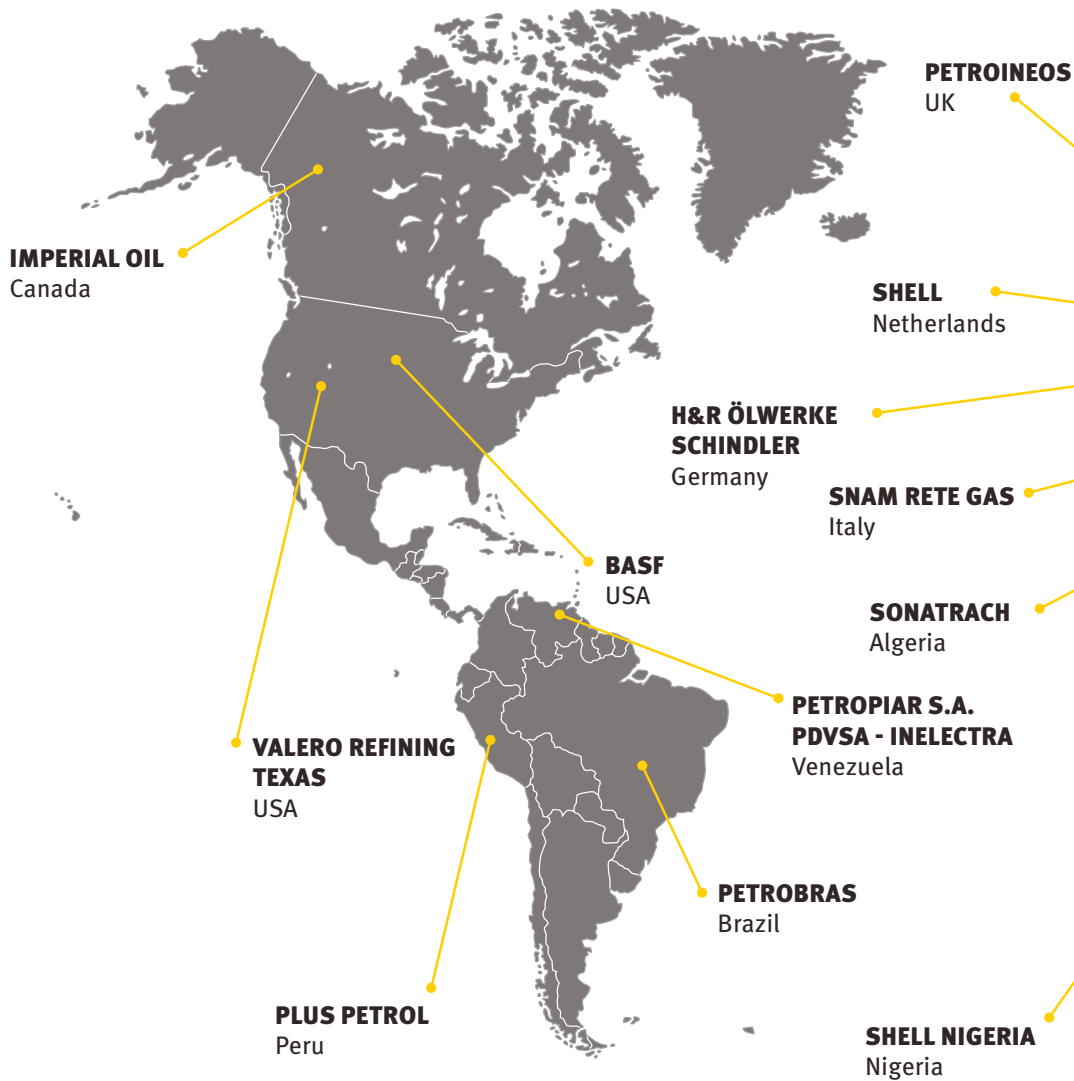 PETROINEOS
UK
IMPERIAL OIL
Canada
SHELL
Netherlands
H&R ÖLWERKE
SCHINDLER
Germany
SNAM RETE GAS
Italy
BASF
USA
SONATRACH
Algeria
PETROPIAR S.A.
PDVSA - INELECTRA
Venezuela
VALERO REFINING
TEXAS
USA
PETROBRAS
Brazil
PLUS PETROL
Peru
SHELL NIGERIA
Nigeria